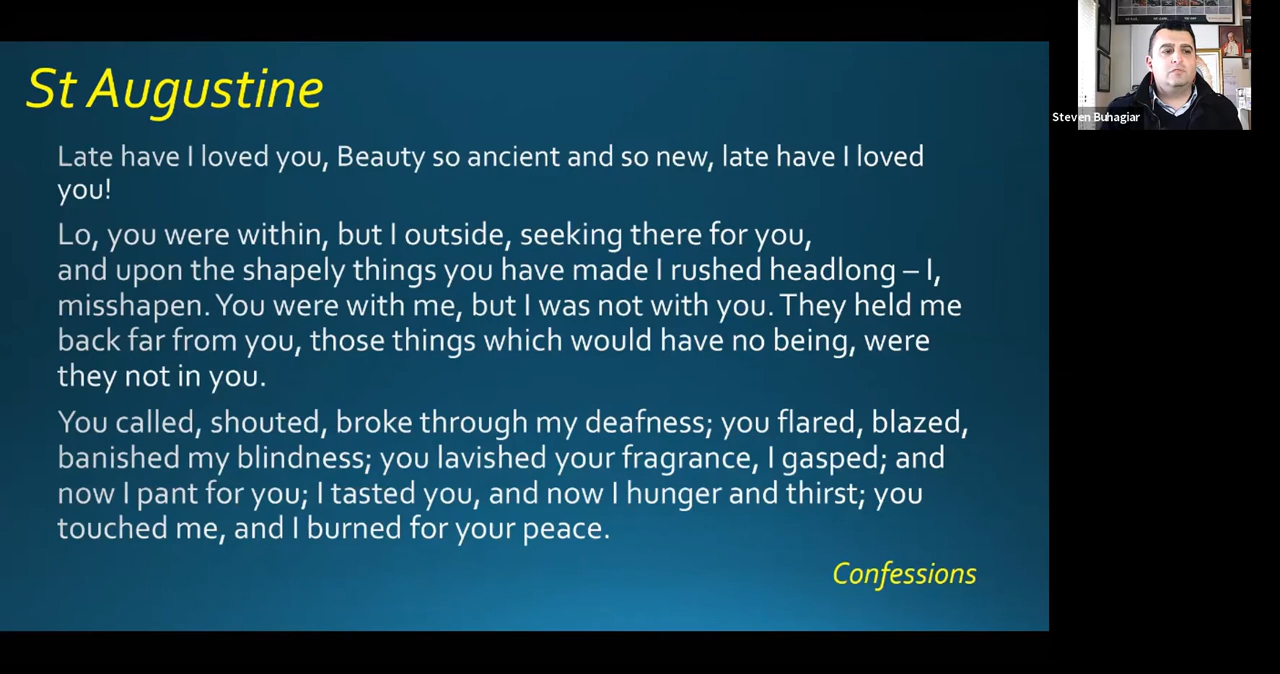 St Augustine
Late have I loved you, Beauty so ancient and so new, late have I loved
you!
Lo, you were within, but I outside, seeking there for you,
and upon the shapely things you have made I rushed headlong – I,
misshapen. You were with me, but I was not with you. They held me
back far from you, those things which would have no being, were
they not in you.
You called, shouted, broke through my deafness; you flared, blazed,
banished my blindness; you lavished your fragrance, I gasped; and
now I pant for you; I tasted you, and now I hunger and thirst; you
touched me, and I burned for your peace.
Confessions
Steven Buhagiar